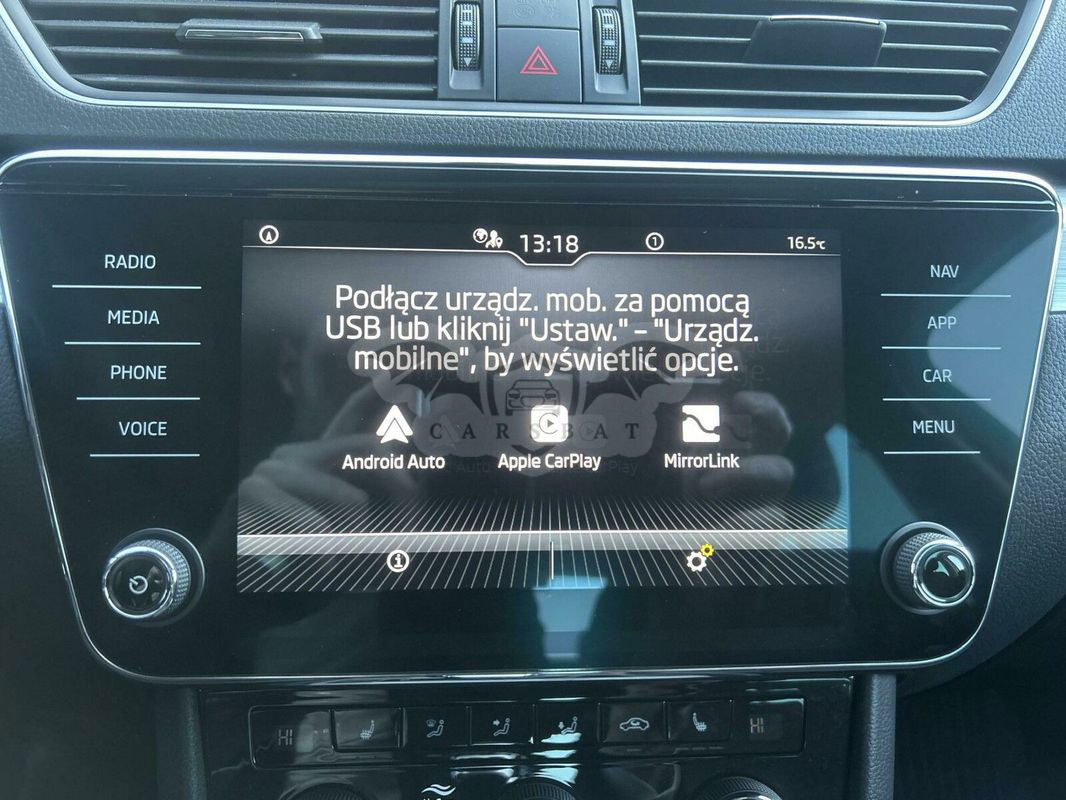 13:18
16.5°c
RADIO
MEDIA
PHONE
VOICE
Podłącz urządz. mob. za pomocą
USB lub kliknij "Ustaw." – "Urządz.
mobilne", by wyświetlić opcje.
CARSBAT
Android Auto
Apple CarPlay
MirrorLink
NAV
APP
CAR
MENU
HI
HI